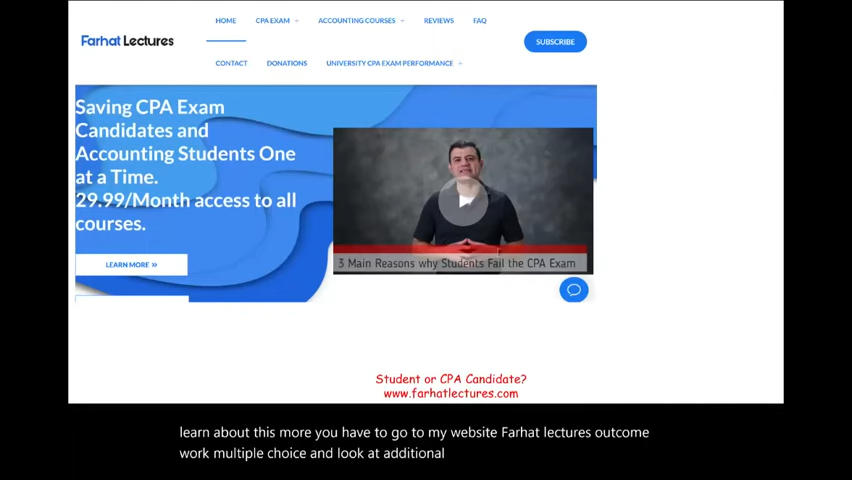 HOME CPA EXAM ACCOUNTING COURSES REVIEWS FAQ
Farhat Lectures
SUBSCRIBE
CONTACT DONATIONS UNIVERSITY CPA EXAM PERFORMANCE
Saving CPA Exam
Candidates and
Accounting Students One
at a Time.
29.99/Month access to all
courses.
LEARN MORE »
3 Main Reasons why Students Fail the CPA Exam
Student or CPA Candidate?
www.farhatlectures.com
learn about this more you have to go to my website Farhat lectures outcome
work multiple choice and look at additional